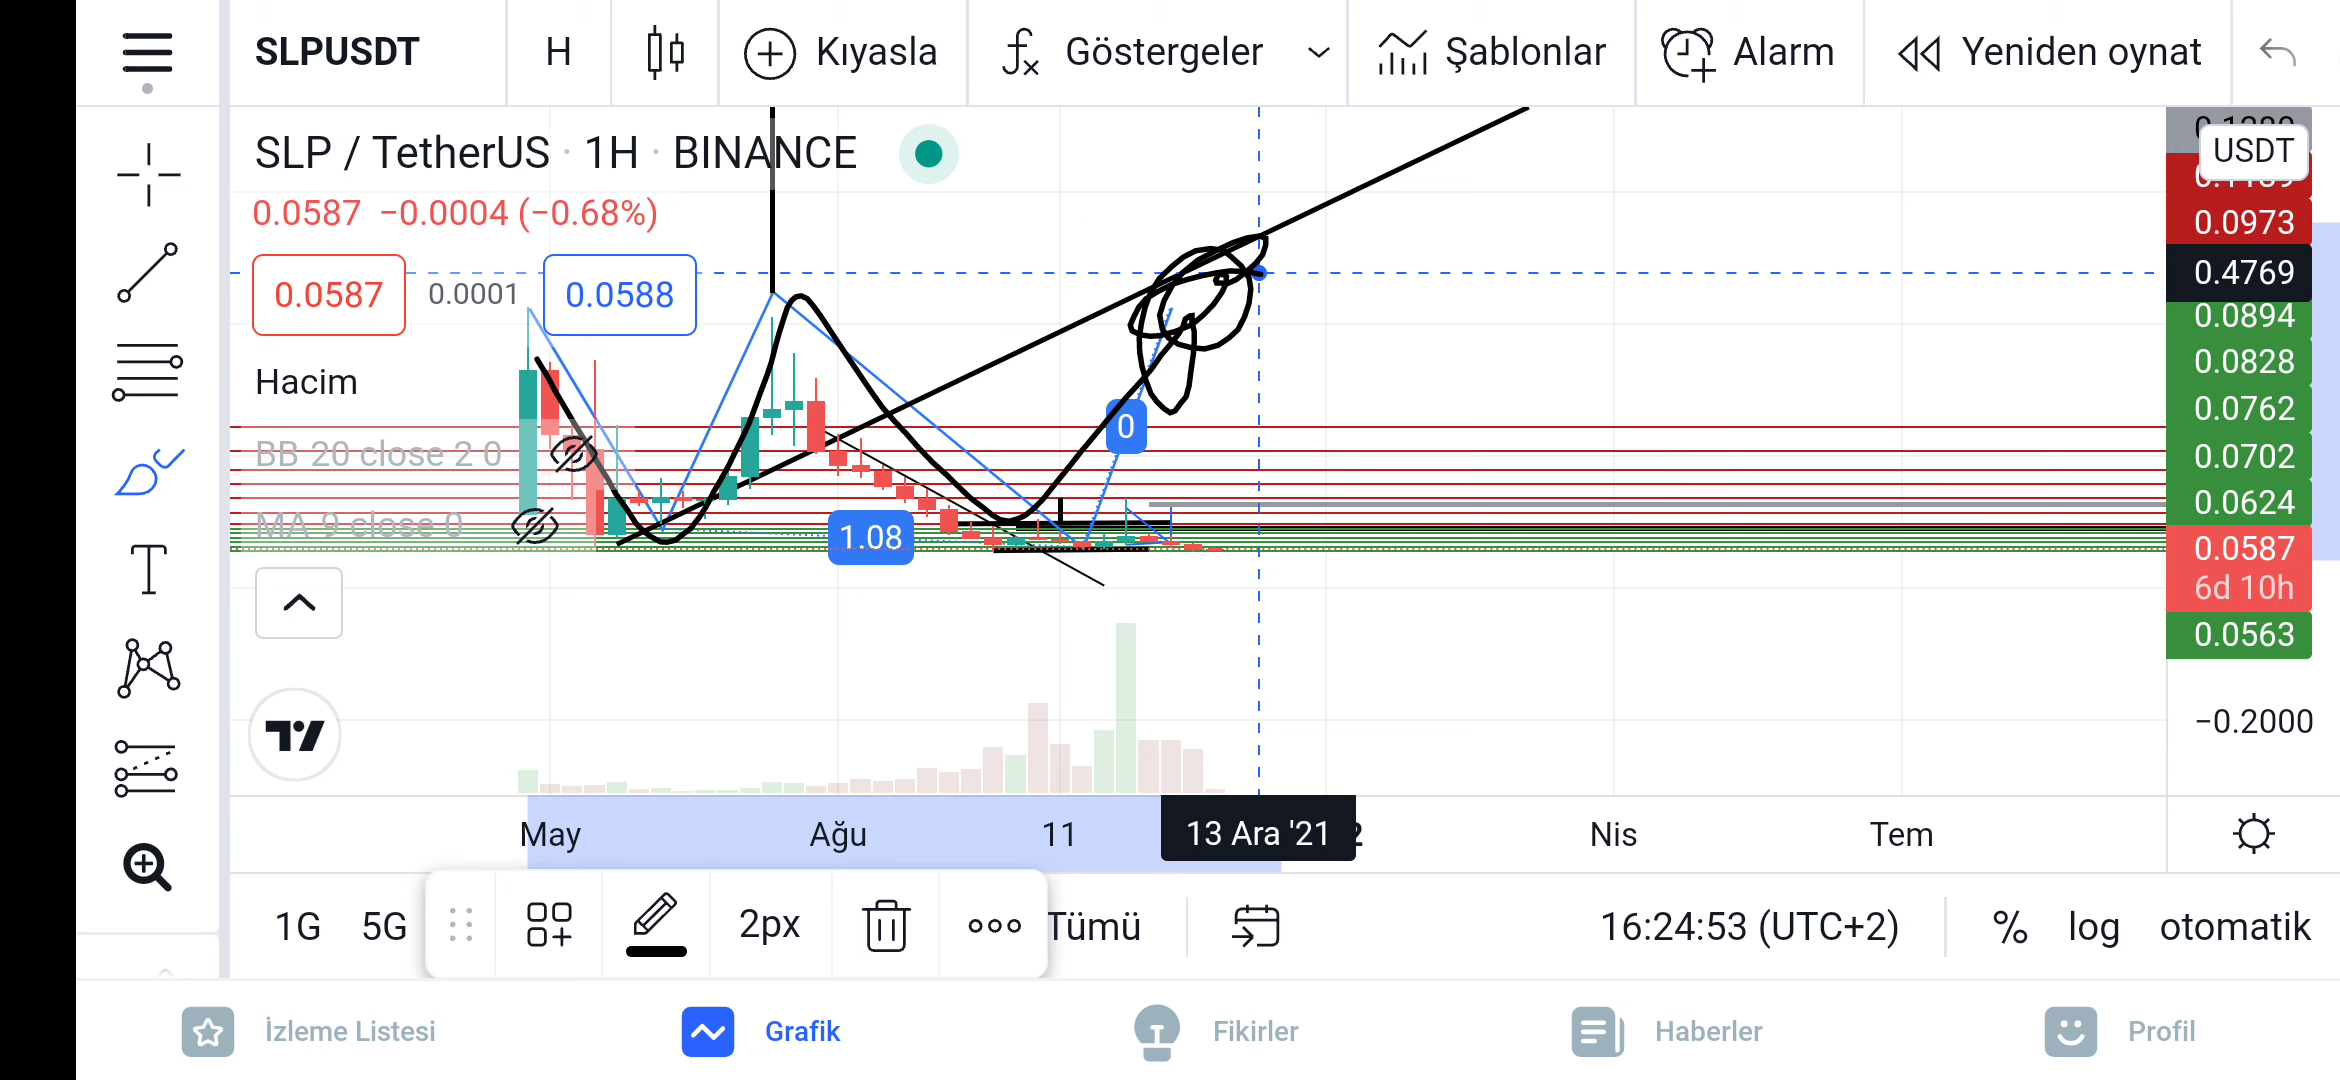 SLPUSDT H Kıyasla Göstergeler Şablonlar Alarm Yeniden oynat
SLP / TetherUS · 1H · BINANCE
USDT
0.0587 −0.0004 (−0.68%)
0.0973
0.0587 0.0001 0.0588
0.4769
0.0894
0.0828
Hacim
0.0762
0
BB 20 close 2 0
0.0702
0.0624
MA 9 close 0
1.08
0.0587
6d 10h
0.0563
−0.2000
May Ağu 11 13 Ara '21 2 Nis Tem
1G 5G 2px Tümü 16:24:53 (UTC+2) % log otomatik
İzleme Listesi Grafik Fikirler Haberler Profil